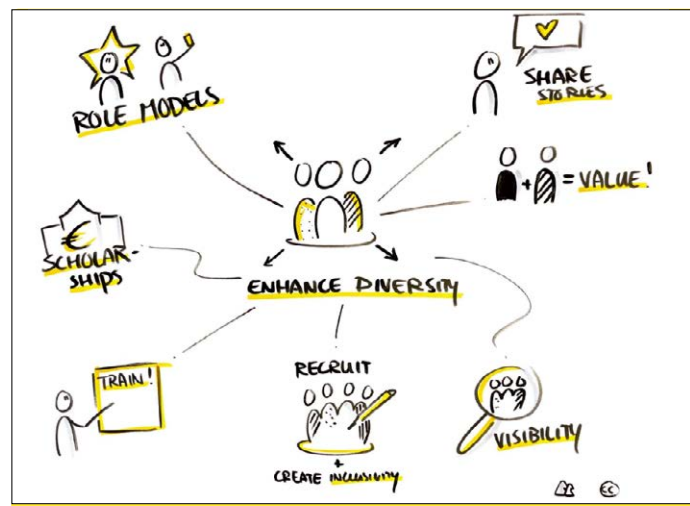 ROLE MODELS
SHARE
STORIES
+ = VALUE!
€
SCHOLAR-
SHIPS
ENHANCE DIVERSITY
TRAIN!
RECRUIT
+
CREATE INCLUSIVITY
VISIBILITY